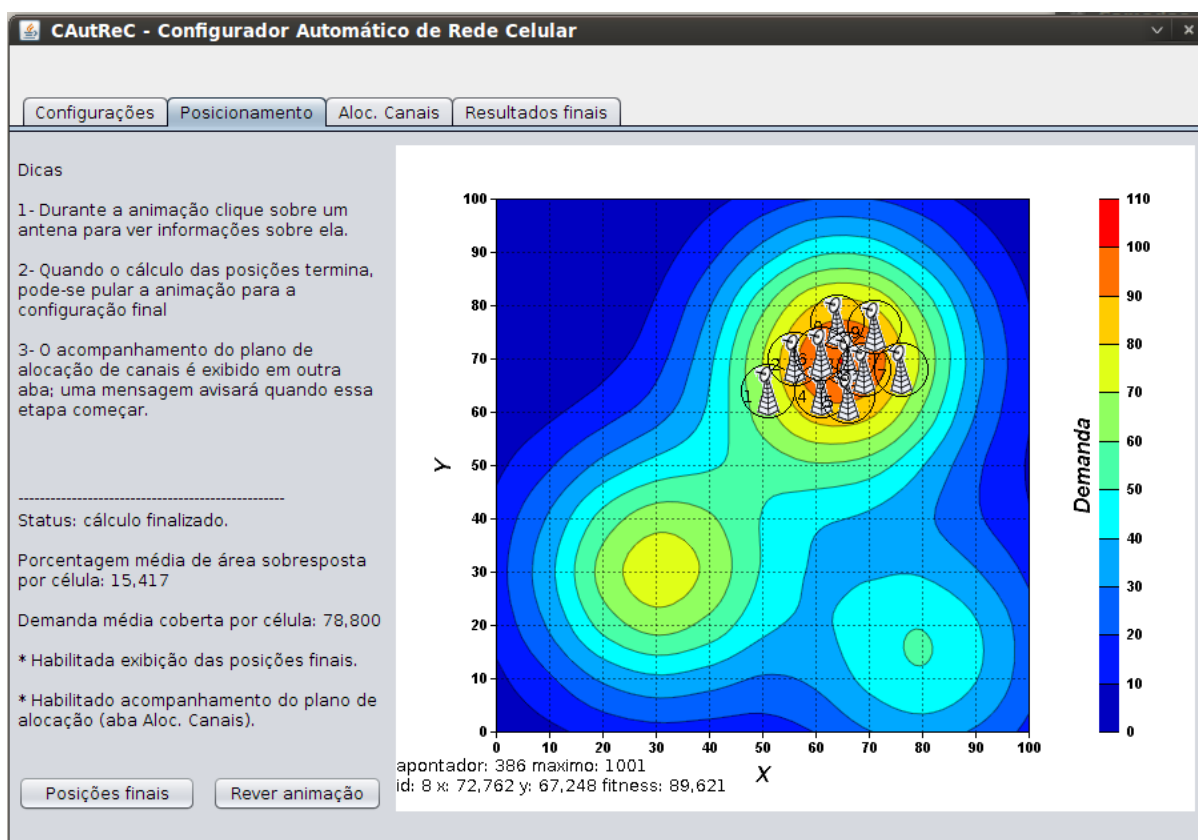 CAutReC - Configurador Automático de Rede Celular
Configurações
Posicionamento
Aloc. Canais
Resultados finais
Dicas
1- Durante a animação clique sobre um
antena para ver informações sobre ela.
2- Quando o cálculo das posições termina,
pode-se pular a animação para a
configuração final
3- O acompanhamento do plano de
alocação de canais é exibido em outra
aba; uma mensagem avisará quando essa
etapa começar.
--------------------------------------------------
Status: cálculo finalizado.
Porcentagem média de área sobresposta
por célula: 15,417
Demanda média coberta por célula: 78,800
* Habilitada exibição das posições finais.
* Habilitado acompanhamento do plano de
alocação (aba Aloc. Canais).
Posições finais
Rever animação
100
90
80
70
60
50
40
30
20
10
0
Y
0
10
20
30
40
50
60
70
80
90
100
X
1
4
apontador: 386 maximo: 1001
id: 8 x: 72,762 y: 67,248 fitness: 89,621
Demanda
110
100
90
80
70
60
50
40
30
20
10
0